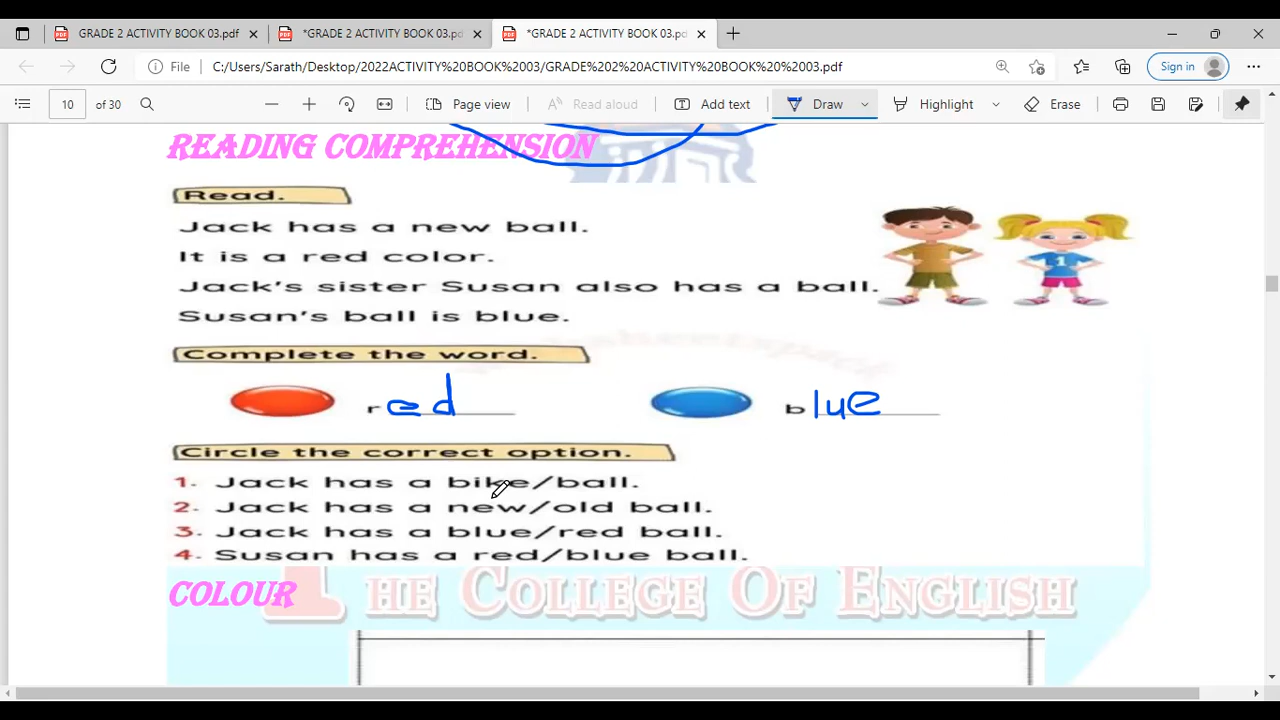 GRADE 2 ACTIVITY BOOK 03.pdf
*GRADE 2 ACTIVITY BOOK 03.pd
*GRADE 2 ACTIVITY BOOK 03.pd
File
C:/Users/Sarath/Desktop/2022ACTIVITY%20BOOK%2003/GRADE%202%20ACTIVITY%20BOOK%20%2003.pdf
Sign in
10 of 30
Page view
Read aloud
Add text
Draw
Highlight
Erase
READING COMPREHENSION
Read.
Jack has a new ball.
It is a red color.
Jack's sister Susan also has a ball.
Susan's ball is blue.
1
Complete the word.
red
blue
Circle the correct option.
1. Jack has a bike/ball.
2. Jack has a new/old ball.
3. Jack has a blue/red ball.
4. Susan has a red/blue ball.
COLOUR
THE COLLEGE OF ENGLISH